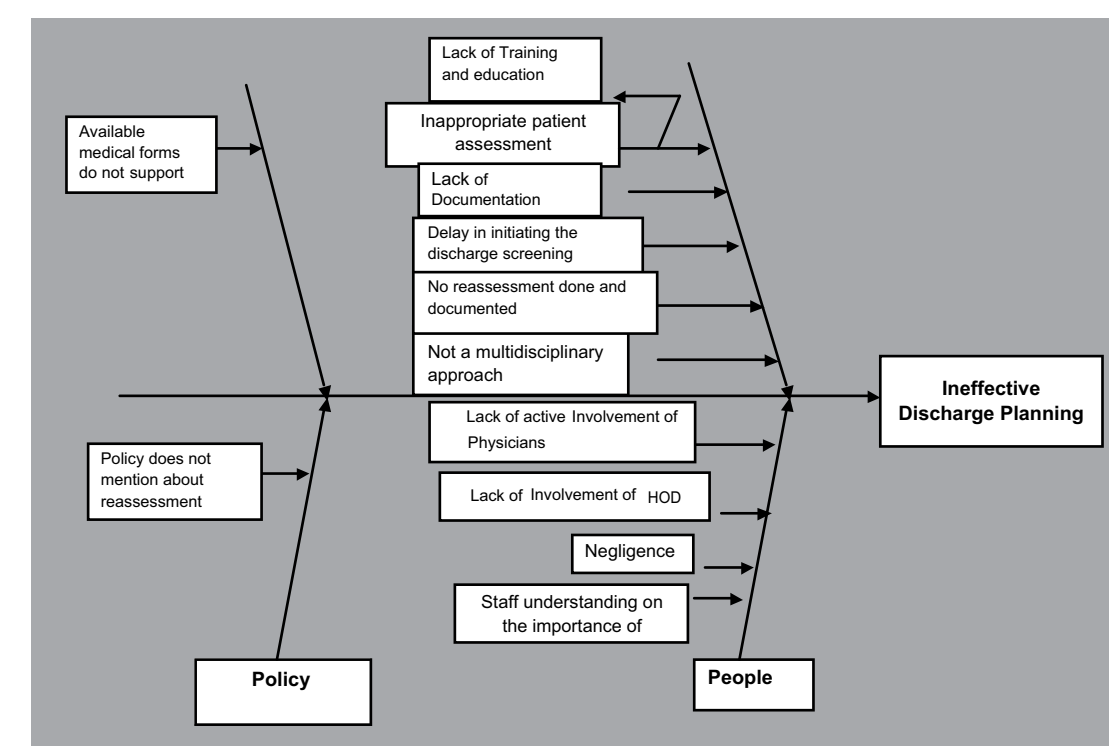 Lack of Training
and education
Available
medical forms
do not support
Inappropriate patient
assessment
Lack of
Documentation
Delay in initiating the
discharge screening
No reassessment done and
documented
Not a multidisciplinary
approach
Ineffective
Discharge Planning
Lack of active Involvement of
Physicians
Policy does not
mention about
reassessment
Lack of Involvement of HOD
Negligence
Staff understanding on
the importance of
Policy
People